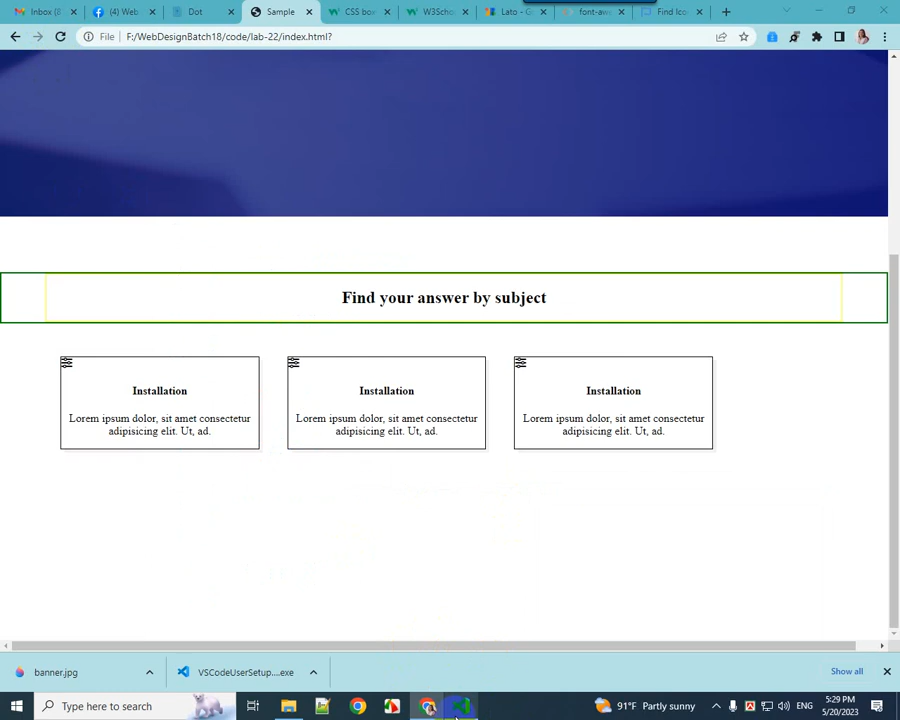 Inbox (8
(4) Web
Dot
Sample
CSS box
W3Scho
Lato - G
font-awe
Find Ico
File F:/WebDesignBatch18/code/lab-22/index.html?
Find your answer by subject
Installation
Lorem ipsum dolor, sit amet consectetur
adipisicing elit. Ut, ad.
Installation
Lorem ipsum dolor, sit amet consectetur
adipisicing elit. Ut, ad.
Installation
Lorem ipsum dolor, sit amet consectetur
adipisicing elit. Ut, ad.
banner.jpg
VSCodeUserSetup....exe
Show all
Type here to search
91°F Partly sunny
ENG
5:29 PM
5/20/2023